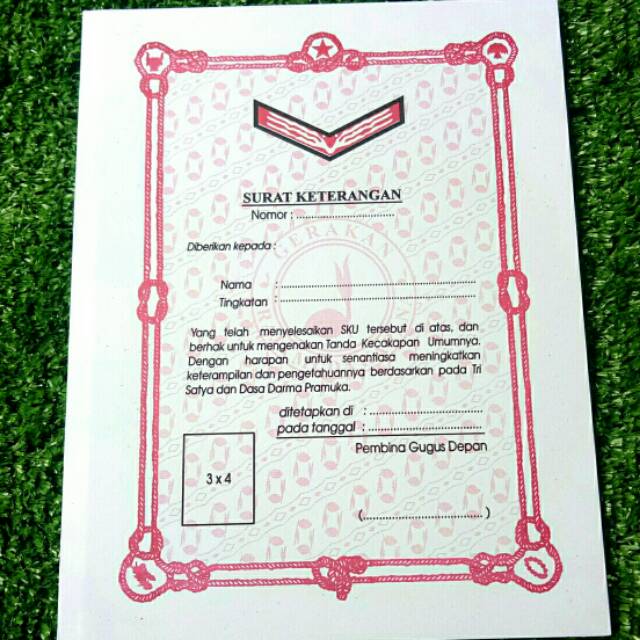 SURAT KETERANGAN
Nomor : ................................
Diberikan kepada :
GERAKAN
Nama : ................................................................
Tingkatan : ................................................................
Yang telah menyelesaikan SKU tersebut di atas, dan
berhak untuk mengenakan Tanda Kecakapan Umumnya.
Dengan harapan untuk senantiasa meningkatkan
keterampilan dan pengetahuannya berdasarkan pada Tri
Satya dan Dasa Darma Pramuka.
ditetapkan di : ....................................
pada tanggal : ....................................
Pembina Gugus Depan
3 x 4
(........................................)